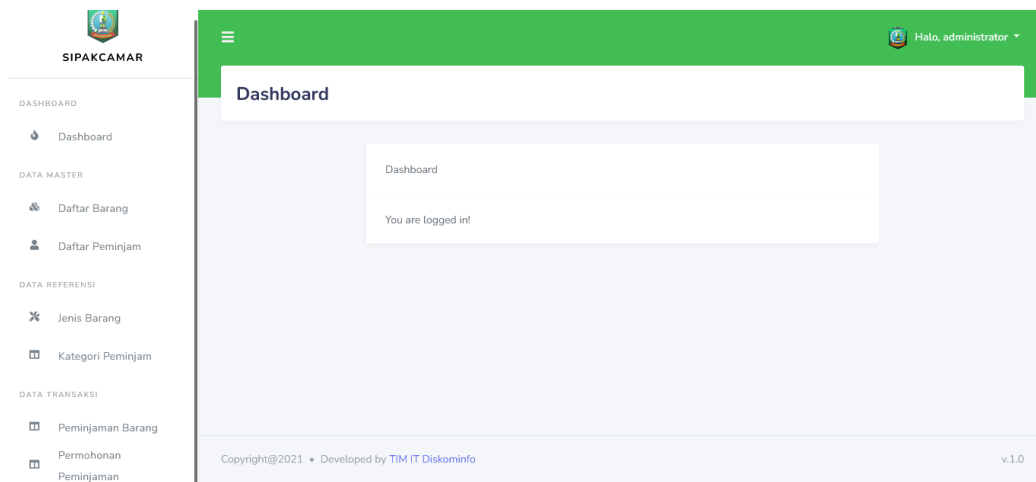 SIPAKCAMAR
DASHBOARD
Dashboard
DATA MASTER
Daftar Barang
Daftar Peminjam
DATA REFERENSI
Jenis Barang
Kategori Peminjam
DATA TRANSAKSI
Peminjaman Barang
Permohonan
Peminjaman
Halo, administrator
Dashboard
Dashboard
You are logged in!
Copyright@2021 • Developed by TIM IT Diskominfo
v.1.0